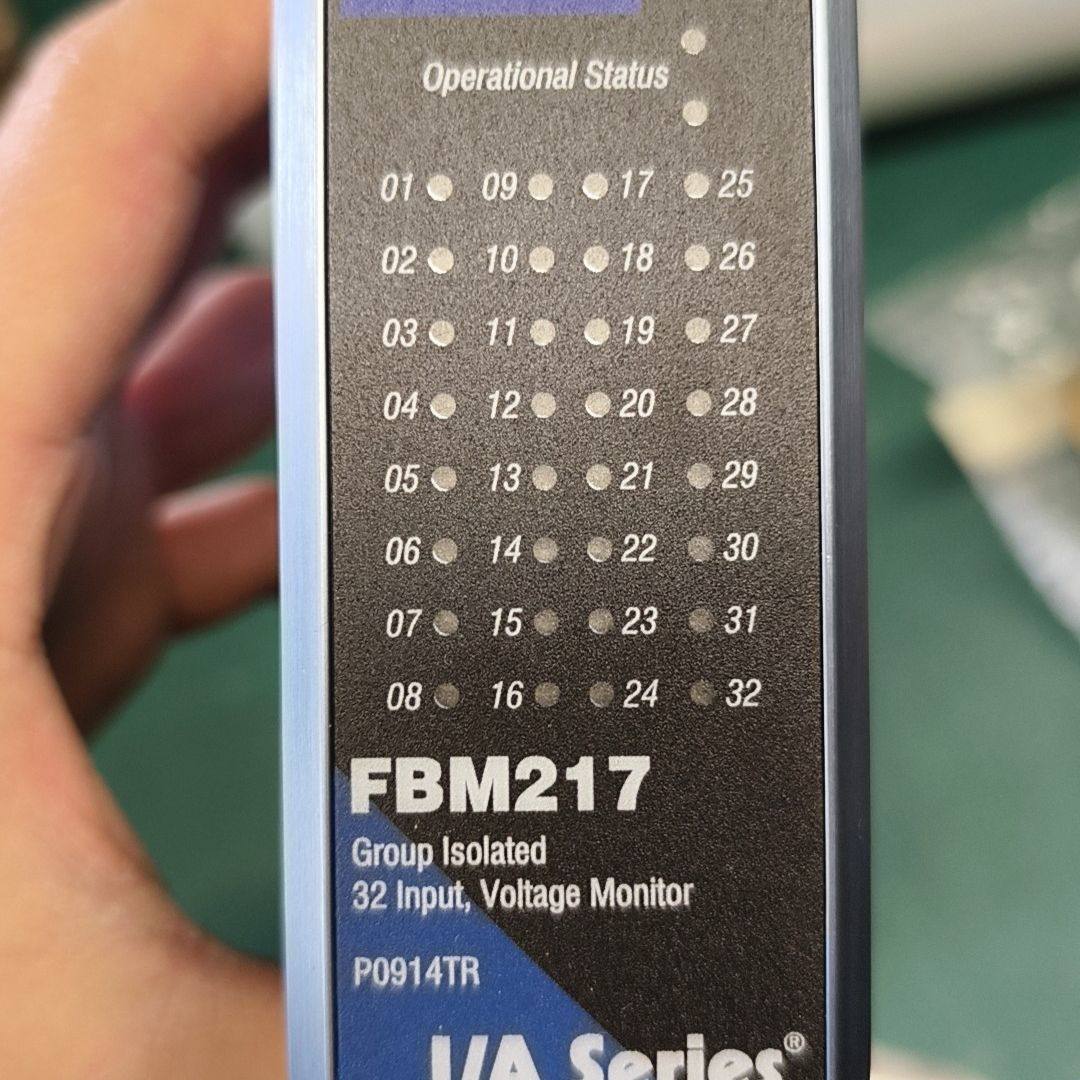 Operational Status
01 09 17 25
02 10 18 26
03 11 19 27
04 12 20 28
05 13 21 29
06 14 22 30
07 15 23 31
08 16 24 32
FBM217
Group Isolated
32 Input, Voltage Monitor
P0914TR
I/A Series®